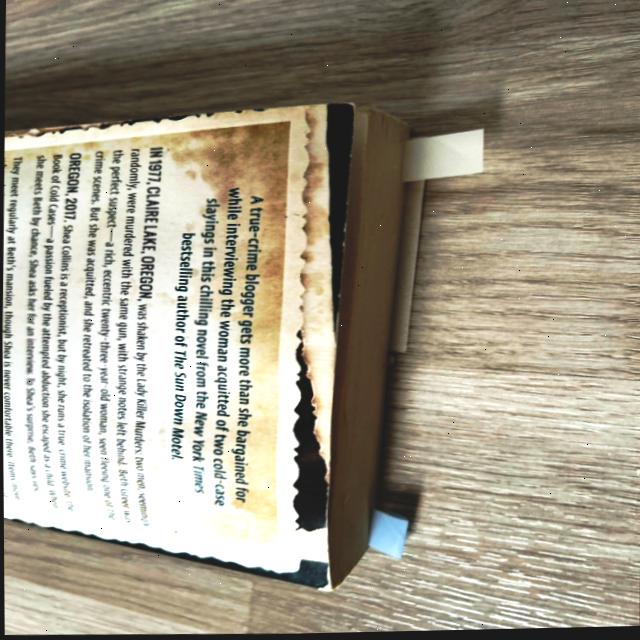 A true-crime blogger gets more than she bargained for
while interviewing the woman acquitted of two cold-case
slayings in this chilling novel from the New York Times
bestselling author of The Sun Down Motel.
IN 1977, CLAIRE LAKE, OREGON, was shaken by the Lady Killer Murders. Two men, seemingly
randomly, were murdered with the same gun, with strange notes left behind. Beth Greer was
the perfect suspect—a rich, eccentric twenty-three-year-old woman, seen fleeing one of the
crime scenes. But she was acquitted, and she retreated to the isolation of her mansion.
OREGON, 2017. Shea Collins is a receptionist, but by night, she runs a true crime website, the
Book of Cold Cases—a passion fueled by the attempted abduction she escaped as a child. When
she meets Beth by chance, Shea asks her for an interview. To Shea's surprise, Beth says yes.
They meet regularly at Beth's mansion, though Shea is never comfortable there. Items move